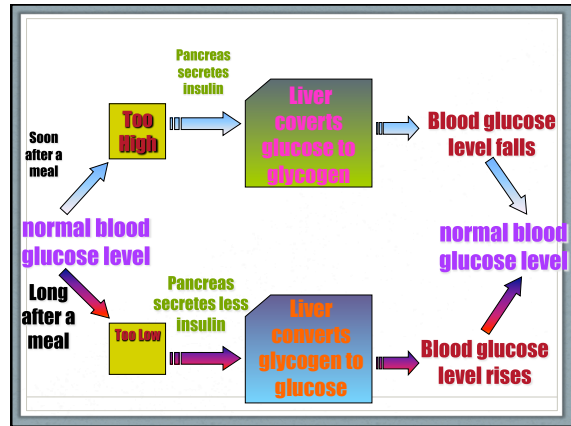 Pancreas
secretes
insulin
Soon
after a
meal
Too
High
Liver
coverts
glucose to
glycogen
Blood glucose
level falls
normal blood
glucose level
normal blood
glucose level
Long
after a
meal
Pancreas
secretes less
insulin
Too Low
Liver
converts
glycogen to
glucose
Blood glucose
level rises